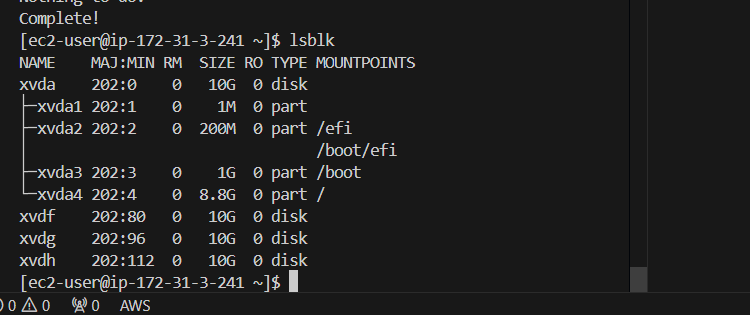 Nothing to do.
Complete!
[ec2-user@ip-172-31-3-241 ~]$ lsblk
NAME    MAJ:MIN RM  SIZE RO TYPE MOUNTPOINTS
xvda    202:0    0   10G  0 disk
├─xvda1 202:1    0    1M  0 part
├─xvda2 202:2    0  200M  0 part /efi
│                                /boot/efi
├─xvda3 202:3    0    1G  0 part /boot
└─xvda4 202:4    0  8.8G  0 part /
xvdf    202:80   0   10G  0 disk
xvdg    202:96   0   10G  0 disk
xvdh    202:112  0   10G  0 disk
[ec2-user@ip-172-31-3-241 ~]$
0 0 0 AWS